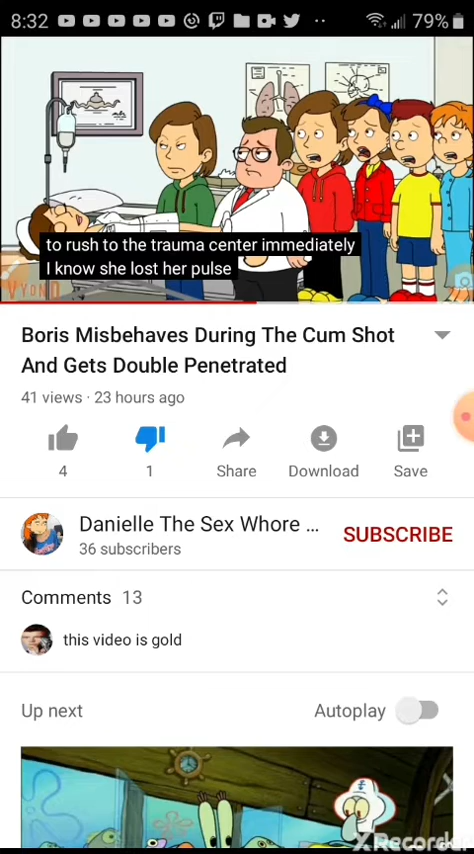 8:32
79%
to rush to the trauma center immediately
I know she lost her pulse
VYOND
Boris Misbehaves During The Cum Shot
And Gets Double Penetrated
41 views · 23 hours ago
4
1
Share
Download
Save
Danielle The Sex Whore ...
SUBSCRIBE
36 subscribers
Comments 13
this video is gold
Up next
Autoplay
XRecorder